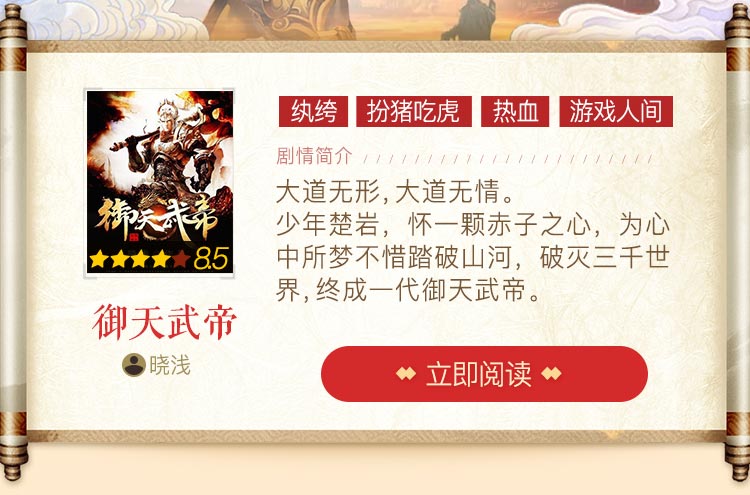 纨绔 扮猪吃虎 热血 游戏人间
剧情简介
大道无形,大道无情。
少年楚岩，怀一颗赤子之心，为心
中所梦不惜踏破山河，破灭三千世
界,终成一代御天武帝。
御天武帝
8.5
御天武帝
晓浅
立即阅读